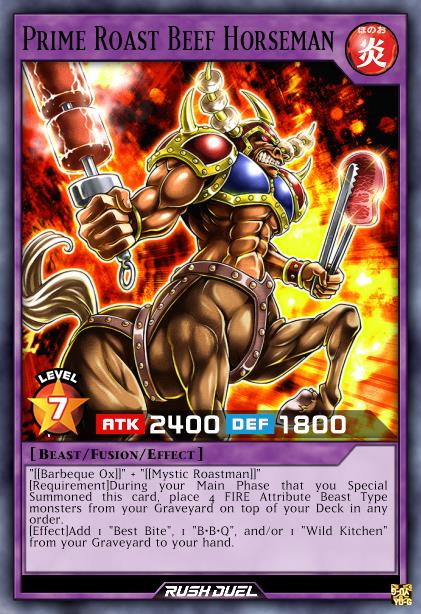 Prime Roast Beef Horseman
ほのお
炎
LEVEL
7
ATK 2400 DEF 1800
[ Beast/Fusion/Effect ]
"[[Barbeque Ox]]" + "[[Mystic Roastman]]"
[Requirement]During your Main Phase that you Special
Summoned this card, place 4 FIRE Attribute Beast Type
monsters from your Graveyard on top of your Deck in any
order.
[Effect]Add 1 "Best Bite", 1 "B•B•Q", and/or 1 "Wild Kitchen"
from your Graveyard to your hand.
RUSH DUEL